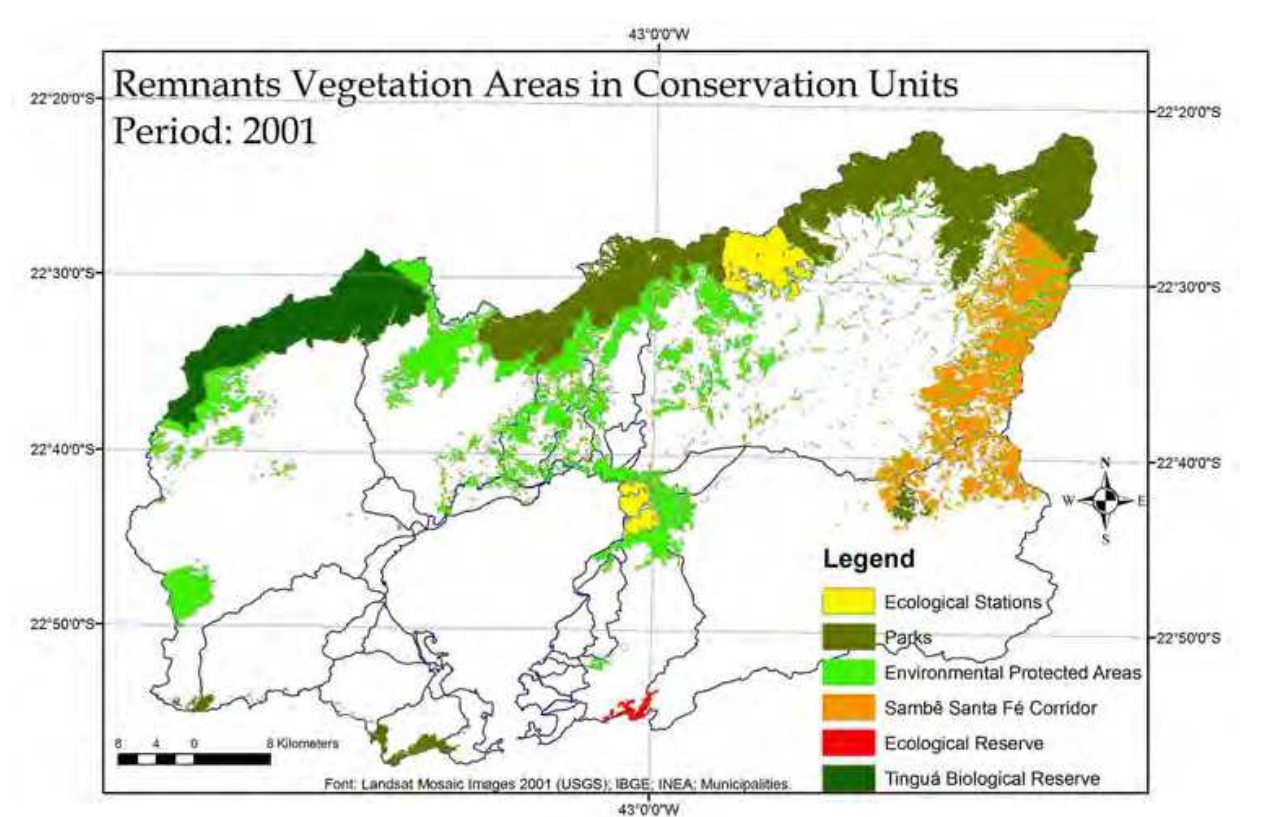 43°0'0"W
Remnants Vegetation Areas in Conservation Units
Period: 2001
22°20'0"S
22°20'0"S
22°30'0"S
22°30'0"S
22°40'0"S
22°40'0"S
N
W E
S
Legend
Ecological Stations
22°50'0"S
22°50'0"S
Parks
Environmental Protected Areas
Sambê Santa Fé Corridor
Ecological Reserve
Tinguá Biological Reserve
8 4 0 8 Kilometers
Font: Landsat Mosaic Images 2001 (USGS); IBGE; INEA; Municipalities.
43°0'0"W